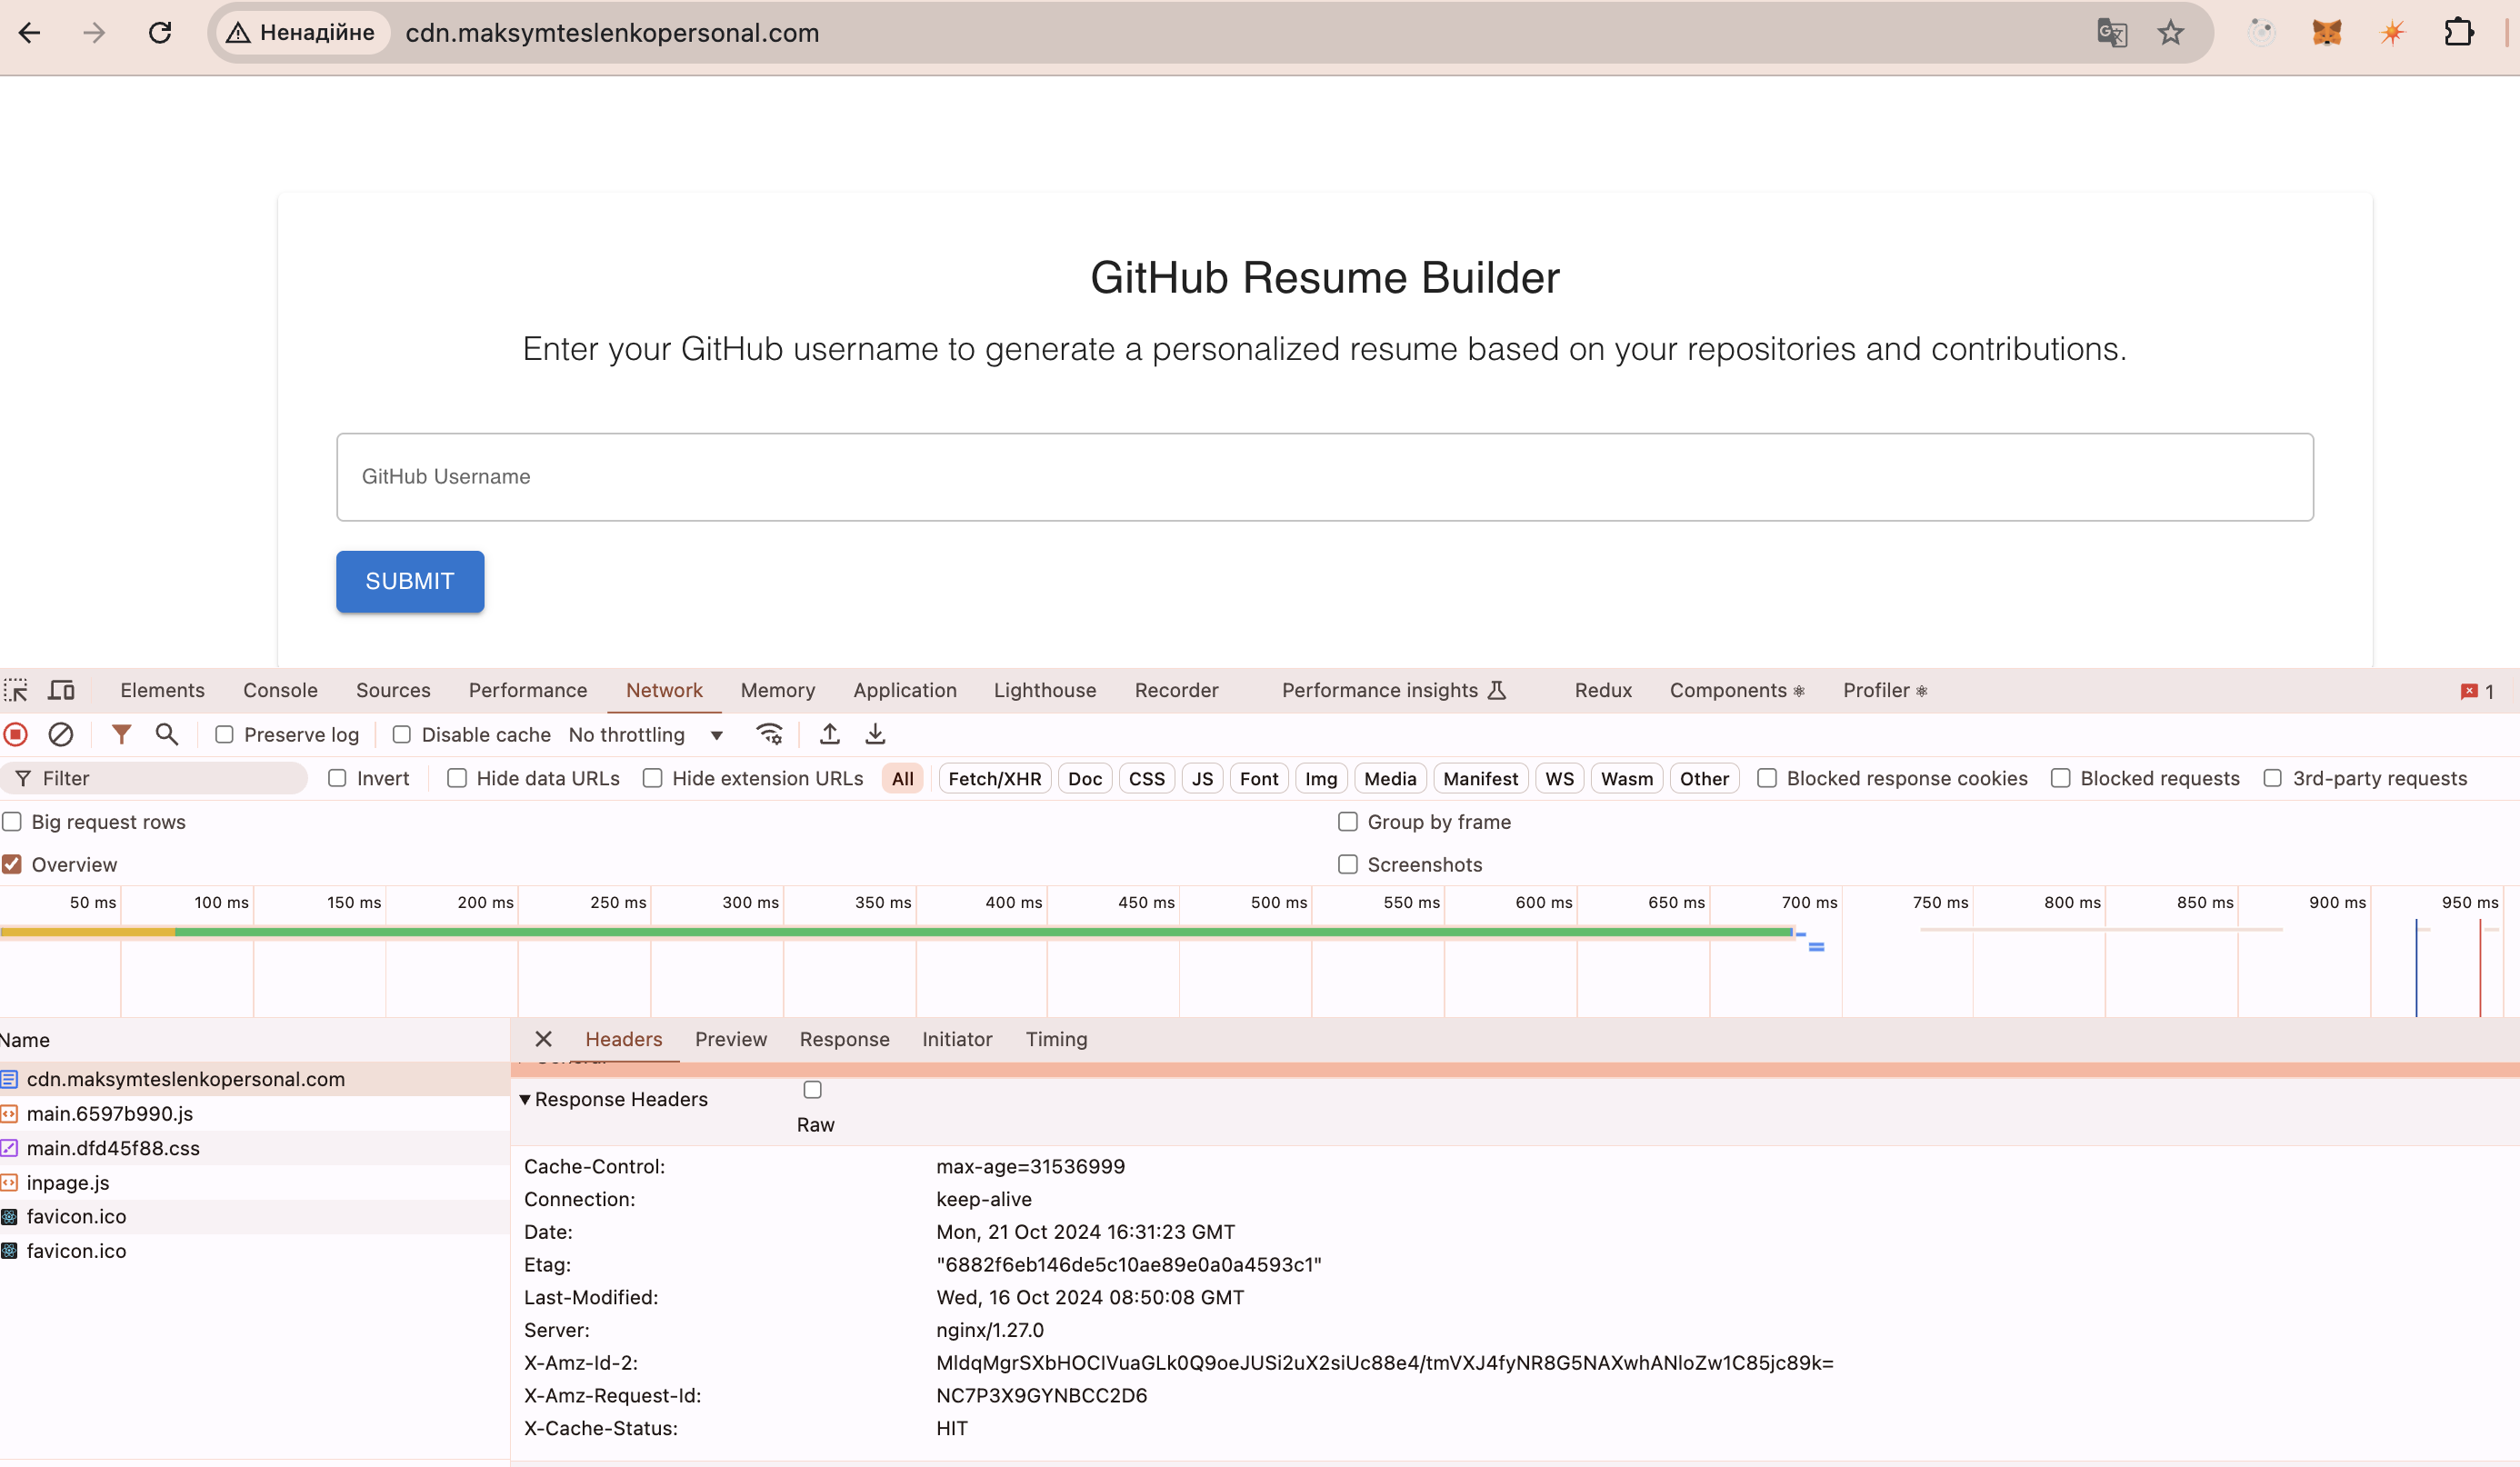 Ненадійне cdn.maksymteslenkopersonal.com
GitHub Resume Builder
Enter your GitHub username to generate a personalized resume based on your repositories and contributions.
GitHub Username
SUBMIT
Elements Console Sources Performance Network Memory Application Lighthouse Recorder Performance insights Redux Components Profiler 1
Preserve log Disable cache No throttling
Filter Invert Hide data URLs Hide extension URLs All Fetch/XHR Doc CSS JS Font Img Media Manifest WS Wasm Other Blocked response cookies Blocked requests 3rd-party requests
Big request rows Group by frame
Overview Screenshots
50 ms 100 ms 150 ms 200 ms 250 ms 300 ms 350 ms 400 ms 450 ms 500 ms 550 ms 600 ms 650 ms 700 ms 750 ms 800 ms 850 ms 900 ms 950 ms
Name Headers Preview Response Initiator Timing
cdn.maksymteslenkopersonal.com
main.6597b990.js
main.dfd45f88.css
inpage.js
favicon.ico
favicon.ico
Response Headers
Raw
Cache-Control: max-age=31536999
Connection: keep-alive
Date: Mon, 21 Oct 2024 16:31:23 GMT
Etag: "6882f6eb146de5c10ae89e0a0a4593c1"
Last-Modified: Wed, 16 Oct 2024 08:50:08 GMT
Server: nginx/1.27.0
X-Amz-Id-2: MldqMgrSXbHOCIVuaGLk0Q9oeJUSi2uX2siUc88e4/tmVXJ4fyNR8G5NAXwhANloZw1C85jc89k=
X-Amz-Request-Id: NC7P3X9GYNBCC2D6
X-Cache-Status: HIT